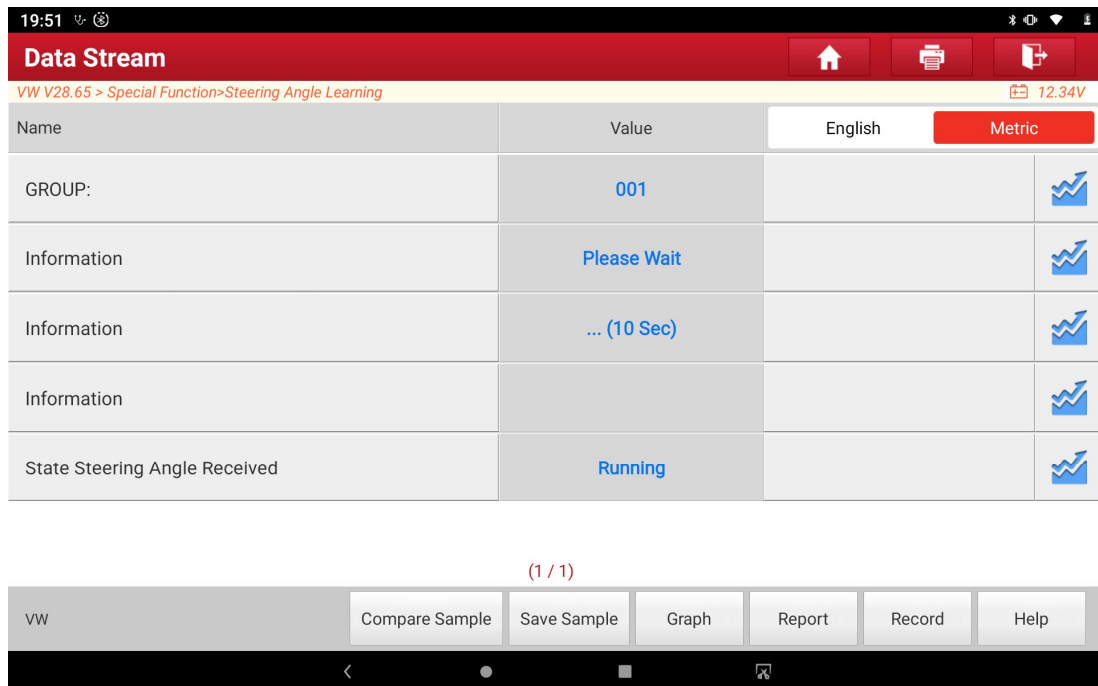 19:51
Data Stream
VW V28.65 > Special Function>Steering Angle Learning 12.34V
Name Value English Metric
GROUP: 001
Information Please Wait
Information ... (10 Sec)
Information
State Steering Angle Received Running
(1 / 1)
VW Compare Sample Save Sample Graph Report Record Help